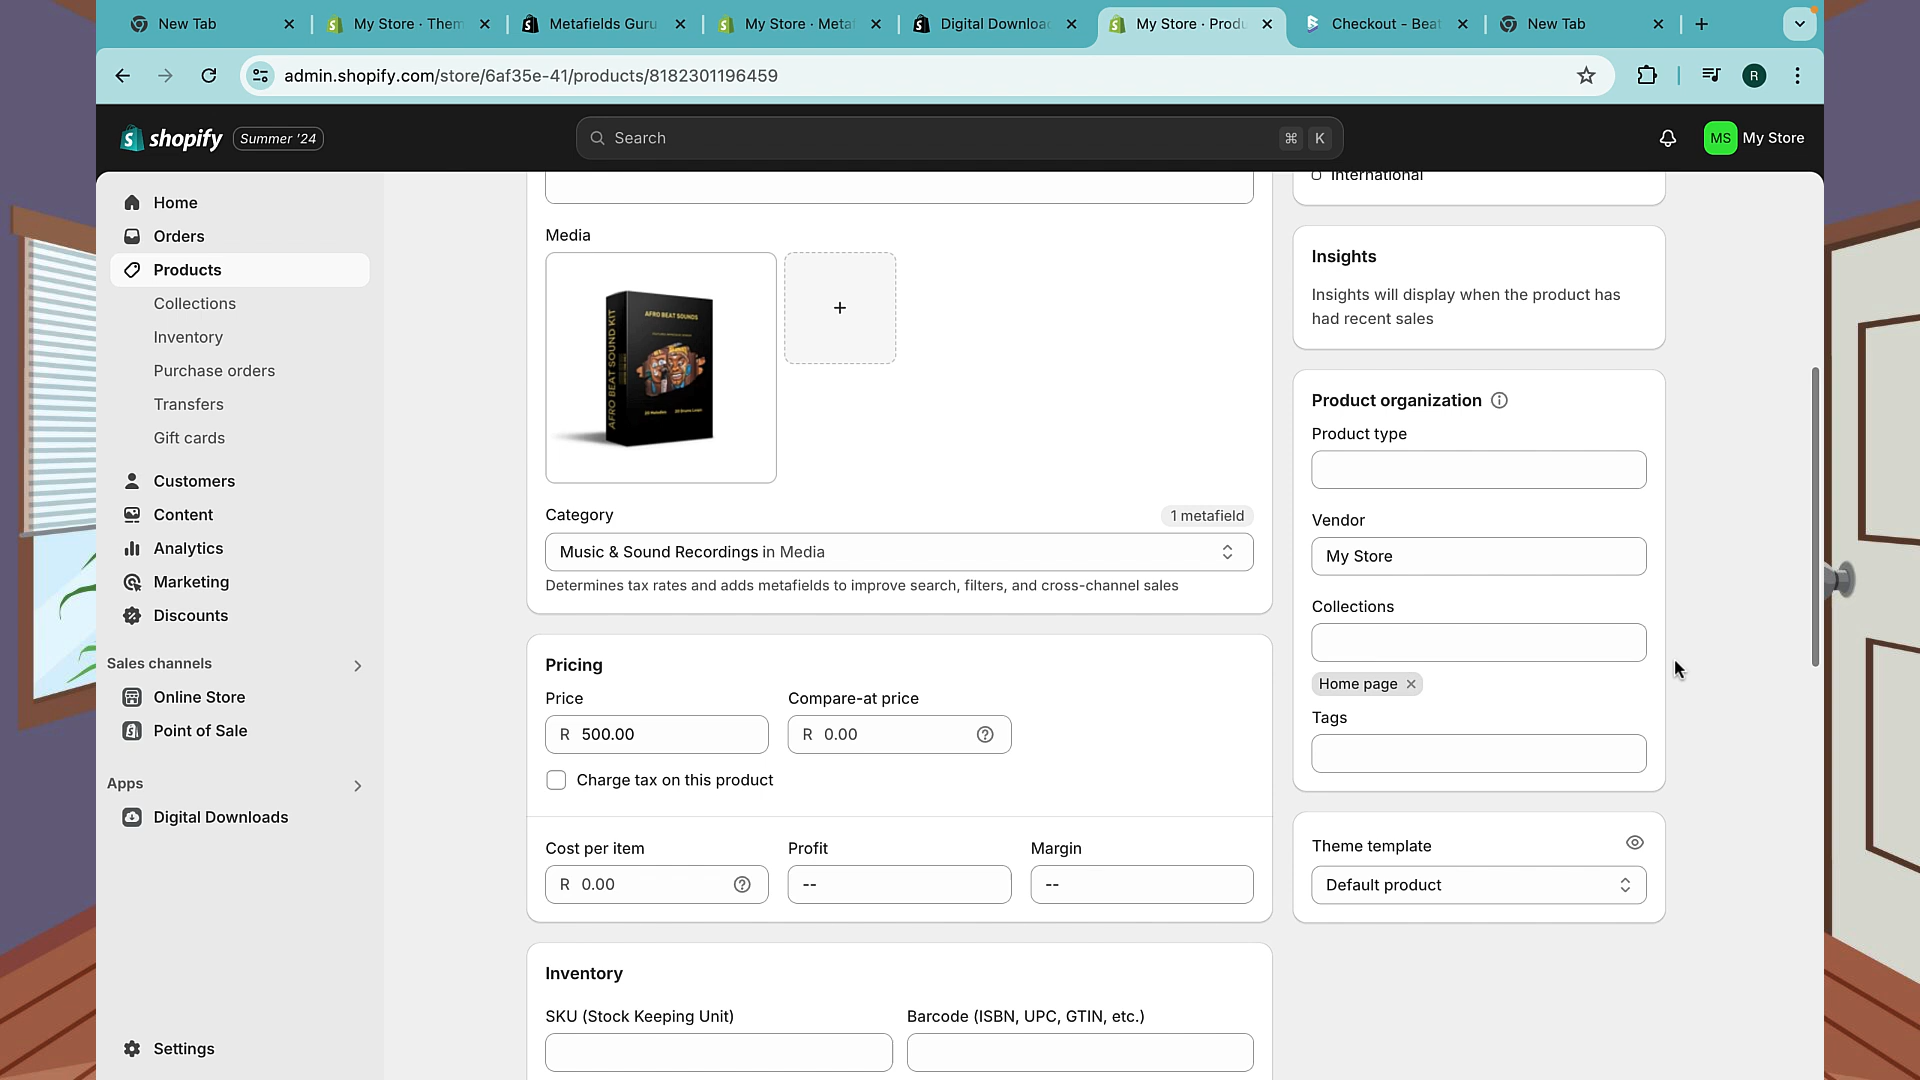 New Tab
My Store · Them
Metafields Guru
My Store · Meta
Digital Downloa
My Store · Produ
Checkout - Beat
New Tab
admin.shopify.com/store/6af35e-41/products/8182301196459
R
shopify
Summer '24
Search
⌘ K
MS
My Store
Home
Orders
Products
Collections
Inventory
Purchase orders
Transfers
Gift cards
Customers
Content
Analytics
Marketing
Discounts
Sales channels
Online Store
Point of Sale
Apps
Digital Downloads
Settings
Media
AFRO BEAT SOUND KIT
AFRO BEAT SOUNDS
Category
1 metafield
Music & Sound Recordings in Media
Determines tax rates and adds metafields to improve search, filters, and cross-channel sales
Pricing
Price
Compare-at price
R 500.00
R 0.00
Charge tax on this product
Cost per item
Profit
Margin
R 0.00
--
--
Inventory
SKU (Stock Keeping Unit)
Barcode (ISBN, UPC, GTIN, etc.)
International
Insights
Insights will display when the product has
had recent sales
Product organization
Product type
Vendor
My Store
Collections
Home page
Tags
Theme template
Default product